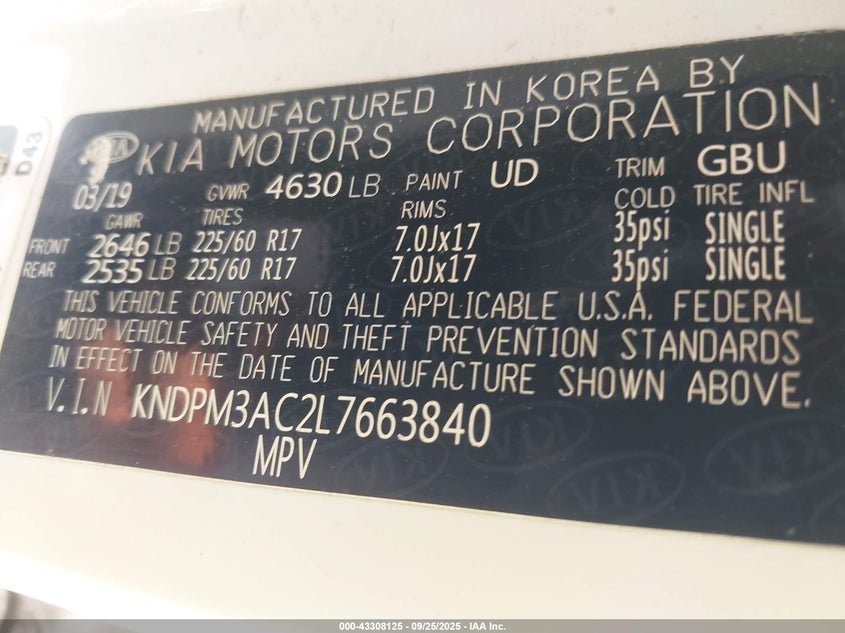 MANUFACTURED IN KOREA BY
KIA KIA MOTORS CORPORATION
03/19 GVWR 4630 LB PAINT UD TRIM GBU
GAWR TIRES RIMS COLD TIRE INFL
FRONT 2646 LB 225/60 R17 7.0Jx17 35psi SINGLE
REAR 2535 LB 225/60 R17 7.0Jx17 35psi SINGLE
THIS VEHICLE CONFORMS TO ALL APPLICABLE U.S.A. FEDERAL
MOTOR VEHICLE SAFETY AND THEFT PREVENTION STANDARDS
IN EFFECT ON THE DATE OF MANUFACTURE SHOWN ABOVE.
V.I.N KNDPM3AC2L7663840
MPV
D43
000-43308125 - 09/25/2025 - IAA Inc.